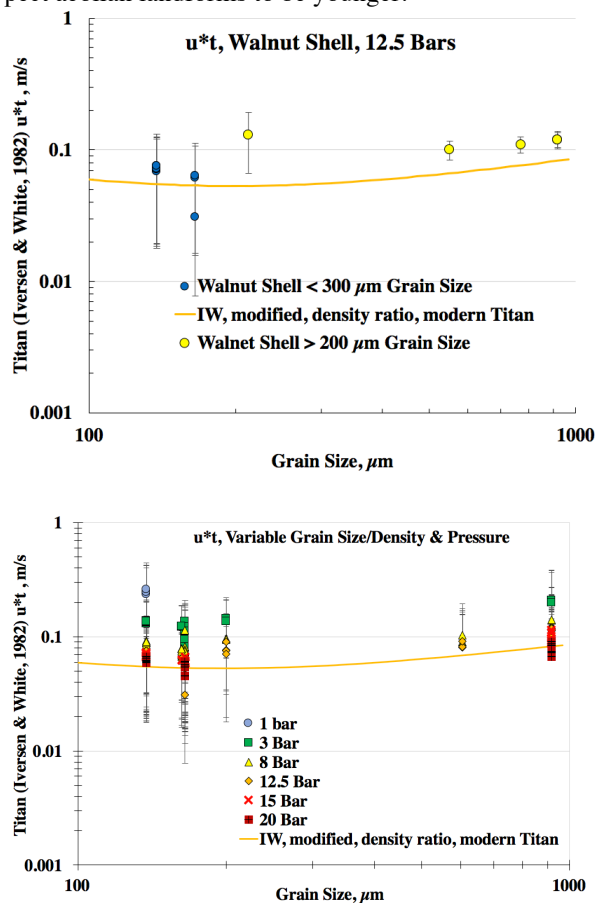 pect aeolian landforms to be younger.
u*t, Walnut Shell, 12.5 Bars
Titan (Iversen & White, 1982) u*t , m/s
1
0.1
0.01
0.001
Walnut Shell < 300 µm Grain Size
IW, modified, density ratio, modern Titan
Walnet Shell > 200 µm Grain Size
100
1000
Grain Size, µm
u*t, Variable Grain Size/Density & Pressure
Titan (Iversen & White, 1982) u*t , m/s
1
0.1
0.01
0.001
1 bar
3 Bar
8 Bar
12.5 Bar
15 Bar
20 Bar
IW, modified, density ratio, modern Titan
100
1000
Grain Size, µm